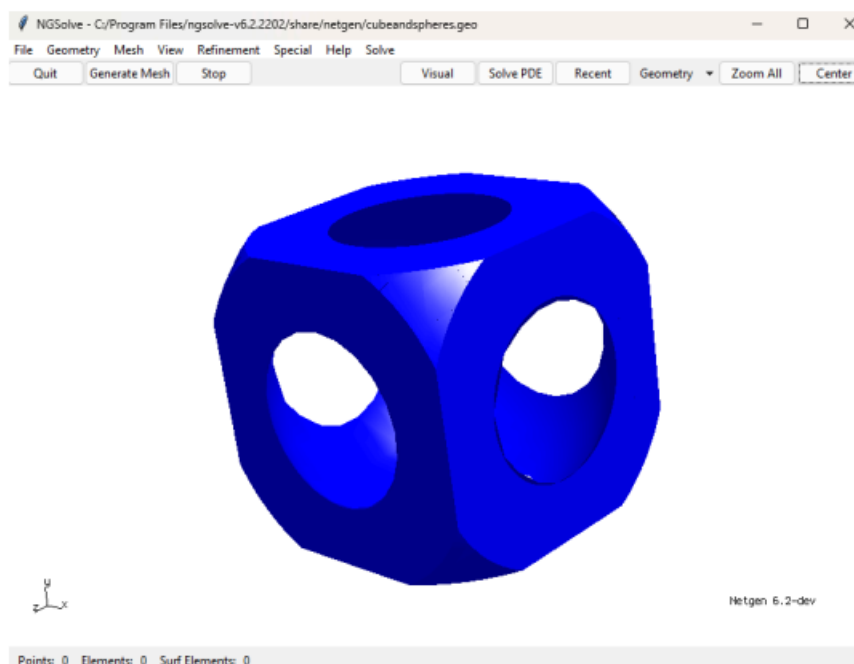 NGSolve - C:/Program Files/ngsolve-v6.2.2202/share/netgen/cubeandspheres.geo
File Geometry Mesh View Refinement Special Help Solve
Quit Generate Mesh Stop Visual Solve PDE Recent Geometry Zoom All Center
y
z x
Netgen 6.2-dev
Points: 0 Elements: 0 Surf Elements: 0